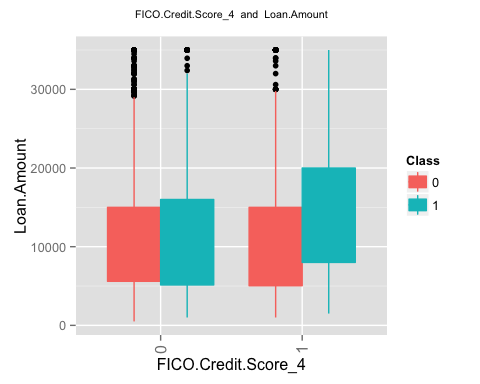 FICO.Credit.Score_4 and Loan.Amount
30000
20000
10000
0
Loan.Amount
0
1
FICO.Credit.Score_4
Class
0
1